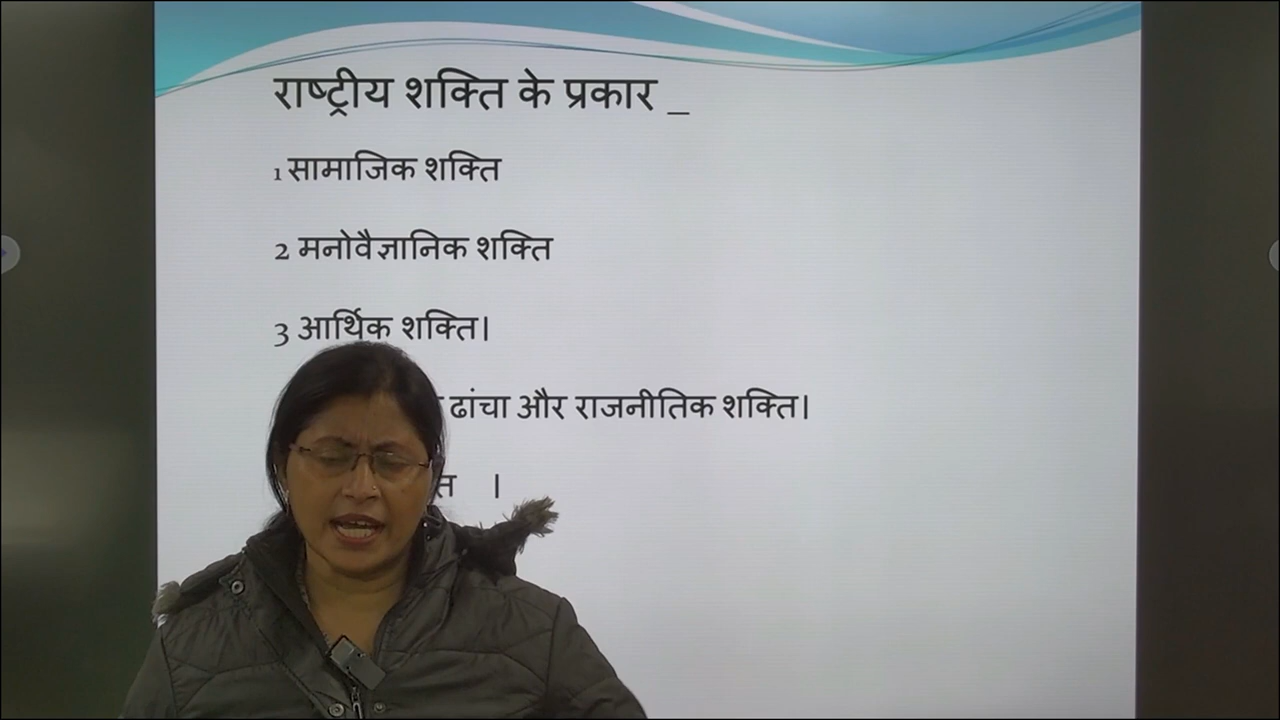 राष्ट्रीय शक्ति के प्रकार _
1 सामाजिक शक्ति
2 मनोवैज्ञानिक शक्ति
3 आर्थिक शक्ति।
ढांचा और राजनीतिक शक्ति।
।